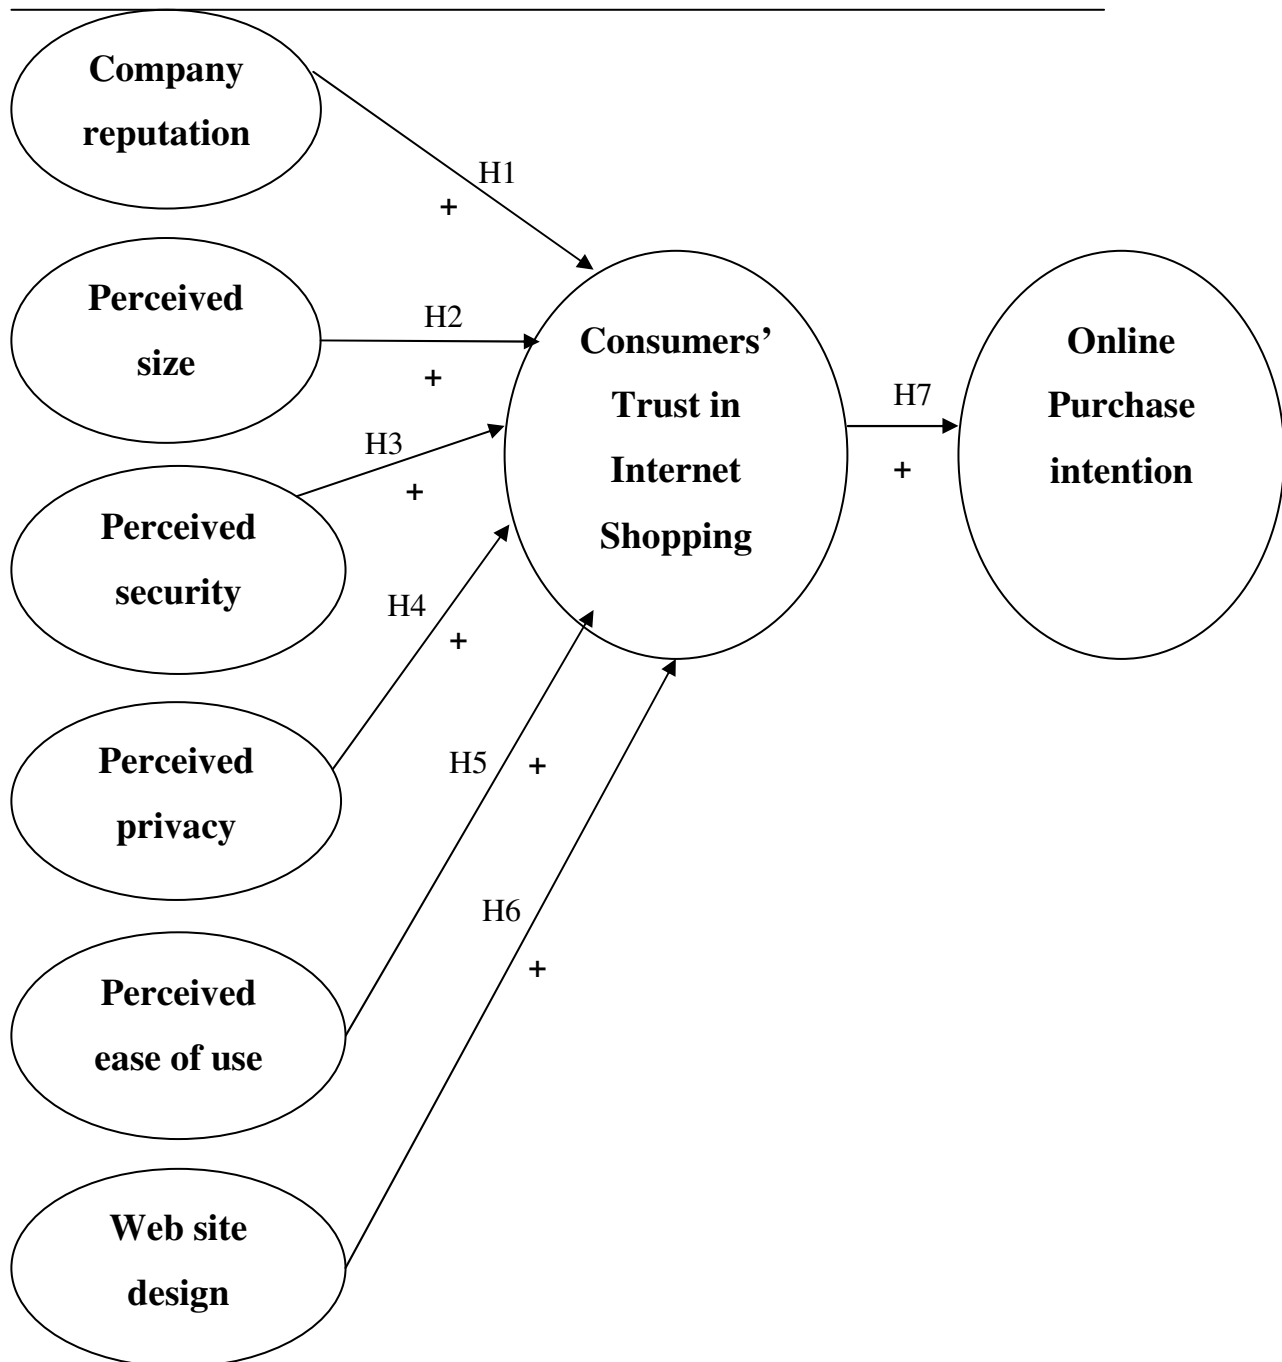 Company
reputation
H1
+
Perceived
size
H2
+
Perceived
security
H3
+
Perceived
privacy
H4
+
Perceived
ease of use
H5
+
Web site
design
H6
+
Consumers’
Trust in
Internet
Shopping
H7
+
Online
Purchase
intention